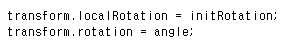 transform.localRotation = initRotation;
transform.rotation = angle;